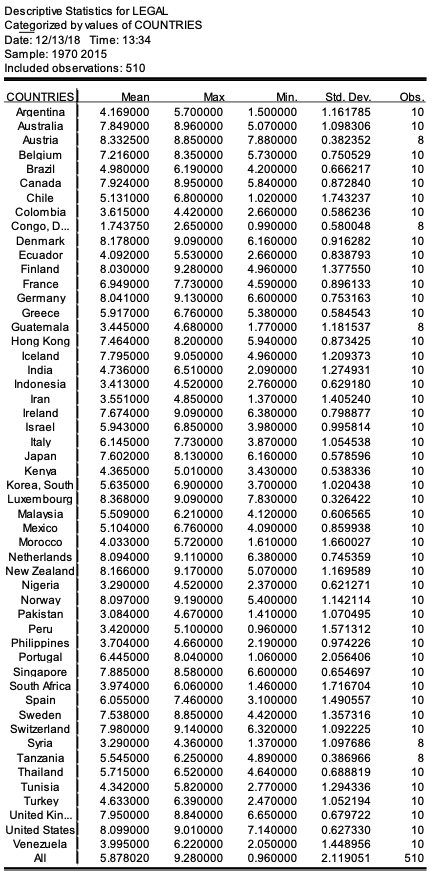 Descriptive Statistics for LEGAL
Categorized by values of COUNTRIES
Date: 12/13/18 Time: 13:34
Sample: 1970 2015
Included observations: 510
COUNTRIES Mean Max Min. Std. Dev. Obs.
Argentina 4.169000 5.700000 1.500000 1.161785 10
Australia 7.849000 8.960000 5.070000 1.098306 10
Austria 8.332500 8.850000 7.880000 0.382352 8
Belgium 7.216000 8.350000 5.730000 0.750529 10
Brazil 4.980000 6.190000 4.200000 0.666217 10
Canada 7.924000 8.950000 5.840000 0.872840 10
Chile 5.131000 6.800000 1.020000 1.743237 10
Colombia 3.615000 4.420000 2.660000 0.586236 10
Congo, D... 1.743750 2.650000 0.990000 0.580048 8
Denmark 8.178000 9.090000 6.160000 0.916282 10
Ecuador 4.092000 5.530000 2.660000 0.838793 10
Finland 8.030000 9.280000 4.960000 1.377550 10
France 6.949000 7.730000 4.590000 0.896133 10
Germany 8.041000 9.130000 6.600000 0.753163 10
Greece 5.917000 6.760000 5.380000 0.584543 10
Guatemala 3.445000 4.680000 1.770000 1.181537 8
Hong Kong 7.464000 8.200000 5.940000 0.873425 10
Iceland 7.795000 9.050000 4.960000 1.209373 10
India 4.736000 6.510000 2.090000 1.274931 10
Indonesia 3.413000 4.520000 2.760000 0.629180 10
Iran 3.551000 4.850000 1.370000 1.405240 10
Ireland 7.674000 9.090000 6.380000 0.798877 10
Israel 5.943000 6.850000 3.980000 0.995814 10
Italy 6.145000 7.730000 3.870000 1.054538 10
Japan 7.602000 8.130000 6.160000 0.578596 10
Kenya 4.365000 5.010000 3.430000 0.538336 10
Korea, South 5.635000 6.900000 3.700000 1.020438 10
Luxembourg 8.368000 9.090000 7.830000 0.326422 10
Malaysia 5.509000 6.210000 4.120000 0.606565 10
Mexico 5.104000 6.760000 4.090000 0.859938 10
Morocco 4.033000 5.720000 1.610000 1.660027 10
Netherlands 8.094000 9.110000 6.380000 0.745359 10
New Zealand 8.166000 9.170000 5.070000 1.169589 10
Nigeria 3.290000 4.520000 2.370000 0.621271 10
Norway 8.097000 9.190000 5.400000 1.142114 10
Pakistan 3.084000 4.670000 1.410000 1.070495 10
Peru 3.420000 5.100000 0.960000 1.571312 10
Philippines 3.704000 4.660000 2.190000 0.974226 10
Portugal 6.445000 8.040000 1.060000 2.056406 10
Singapore 7.885000 8.580000 6.600000 0.654697 10
South Africa 3.974000 6.060000 1.460000 1.716704 10
Spain 6.055000 7.460000 3.100000 1.490557 10
Sweden 7.538000 8.850000 4.420000 1.357316 10
Switzerland 7.980000 9.140000 6.320000 1.092225 10
Syria 3.290000 4.360000 1.370000 1.097686 8
Tanzania 5.545000 6.250000 4.890000 0.386966 8
Thailand 5.715000 6.520000 4.640000 0.688819 10
Tunisia 4.342000 5.820000 2.770000 1.294336 10
Turkey 4.633000 6.390000 2.470000 1.052194 10
United Kin... 7.950000 8.840000 6.650000 0.679722 10
United States 8.099000 9.010000 7.140000 0.627330 10
Venezuela 3.995000 6.220000 2.050000 1.448956 10
All 5.878020 9.280000 0.960000 2.119051 510